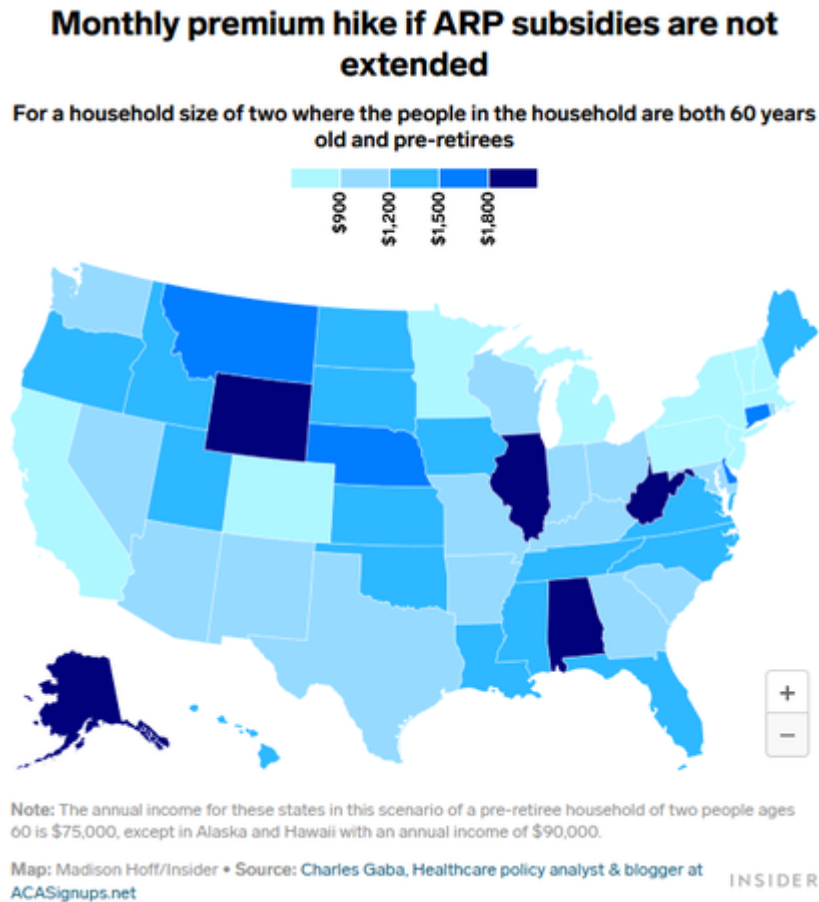 Monthly premium hike if ARP subsidies are not
extended
For a household size of two where the people in the household are both 60 years
old and pre-retirees
$900
$1,200
$1,500
$1,800
+
−
Note: The annual income for these states in this scenario of a pre-retiree household of two people ages
60 is $75,000, except in Alaska and Hawaii with an annual income of $90,000.
Map: Madison Hoff/Insider • Source: Charles Gaba, Healthcare policy analyst & blogger at
ACASignups.net
INSIDER